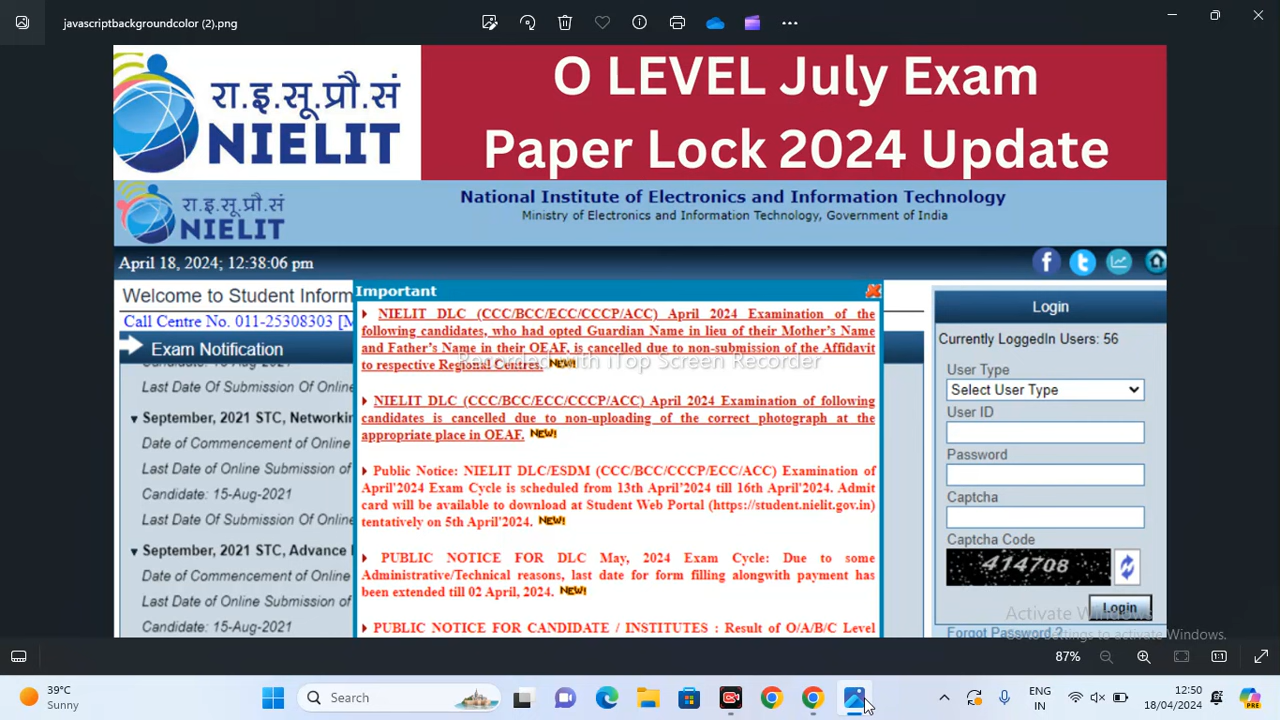 javascriptbackgroundcolor (2).png
रा.इ.सू.प्रौ.सं
NIELIT
O LEVEL July Exam
Paper Lock 2024 Update
रा.इ.सू.प्रौ.सं
NIELIT
National Institute of Electronics and Information Technology
Ministry of Electronics and Information Technology, Government of India
April 18, 2024; 12:38:06 pm
Welcome to Student Inform
Call Centre No. 011-25308303 [M
Exam Notification
Last Date Of Submission Of Online
September, 2021 STC, Networkin
Date of Commencement of Online
Last Date of Online Submission of
Candidate: 15-Aug-2021
Last Date Of Submission Of Online
September, 2021 STC, Advance
Date of Commencement of Online
Last Date of Online Submission of
Candidate: 15-Aug-2021
Important
NIELIT DLC (CCC/BCC/ECC/CCCP/ACC) April 2024 Examination of the
following candidates, who had opted Guardian Name in lieu of their Mother's Name
and Father's Name in their OEAF, is cancelled due to non-submission of the Affidavit
to respective Regional Centres. NEW!
Recorded with iTop Screen Recorder
NIELIT DLC (CCC/BCC/ECC/CCCP/ACC) April 2024 Examination of following
candidates is cancelled due to non-uploading of the correct photograph at the
appropriate place in OEAF. NEW!
Public Notice: NIELIT DLC/ESDM (CCC/BCC/CCCP/ECC/ACC) Examination of
April'2024 Exam Cycle is scheduled from 13th April'2024 till 16th April'2024. Admit
card will be available to download at Student Web Portal (https://student.nielit.gov.in)
tentatively on 5th April'2024. NEW!
PUBLIC NOTICE FOR DLC May, 2024 Exam Cycle: Due to some
Administrative/Technical reasons, last date for form filling alongwith payment has
been extended till 02 April, 2024. NEW!
PUBLIC NOTICE FOR CANDIDATE / INSTITUTES : Result of O/A/B/C Level
Login
Currently LoggedIn Users: 56
User Type
Select User Type
User ID
Password
Captcha
Captcha Code
414708
Login
Forgot Password ?
Activate Windows
Go to Settings to activate Windows.
87%
39°C
Sunny
Search
ENG
IN
12:50
18/04/2024
PRE